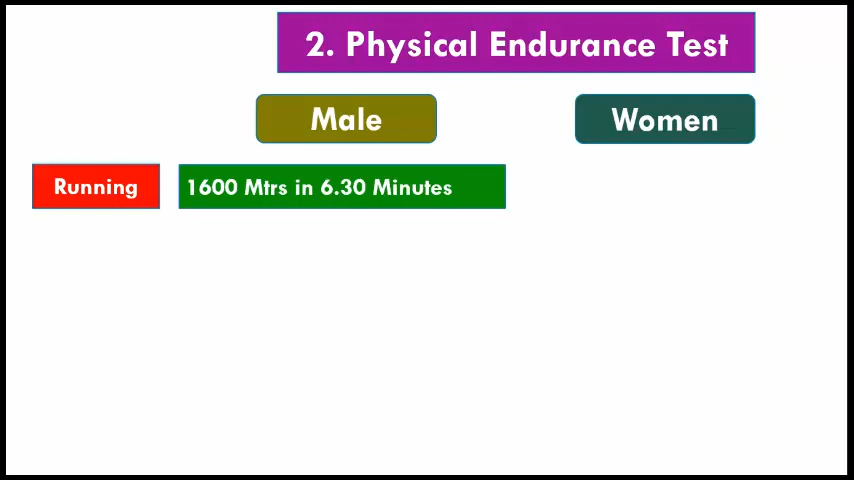 2. Physical Endurance Test
Male
Women
Running
1600 Mtrs in 6.30 Minutes